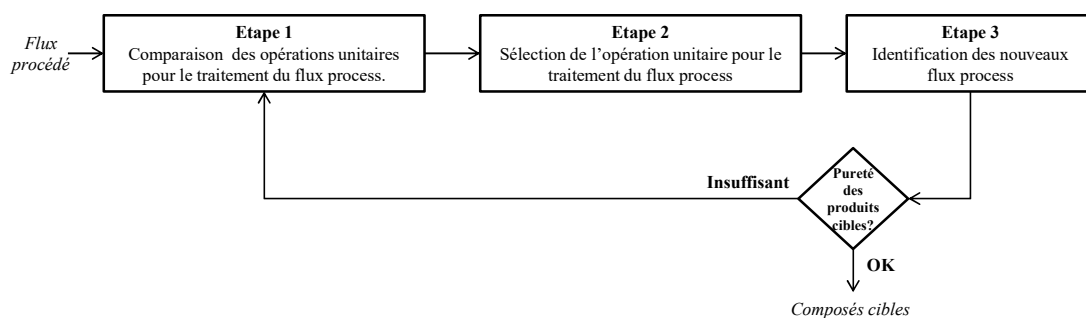 Flux
procédé
Etape 1
Comparaison des opérations unitaires
pour le traitement du flux process.
Etape 2
Sélection de l'opération unitaire pour le
traitement du flux process
Etape 3
Identification des nouveaux
flux process
Insuffisant
Pureté
des
produits
cibles?
OK
Composés cibles